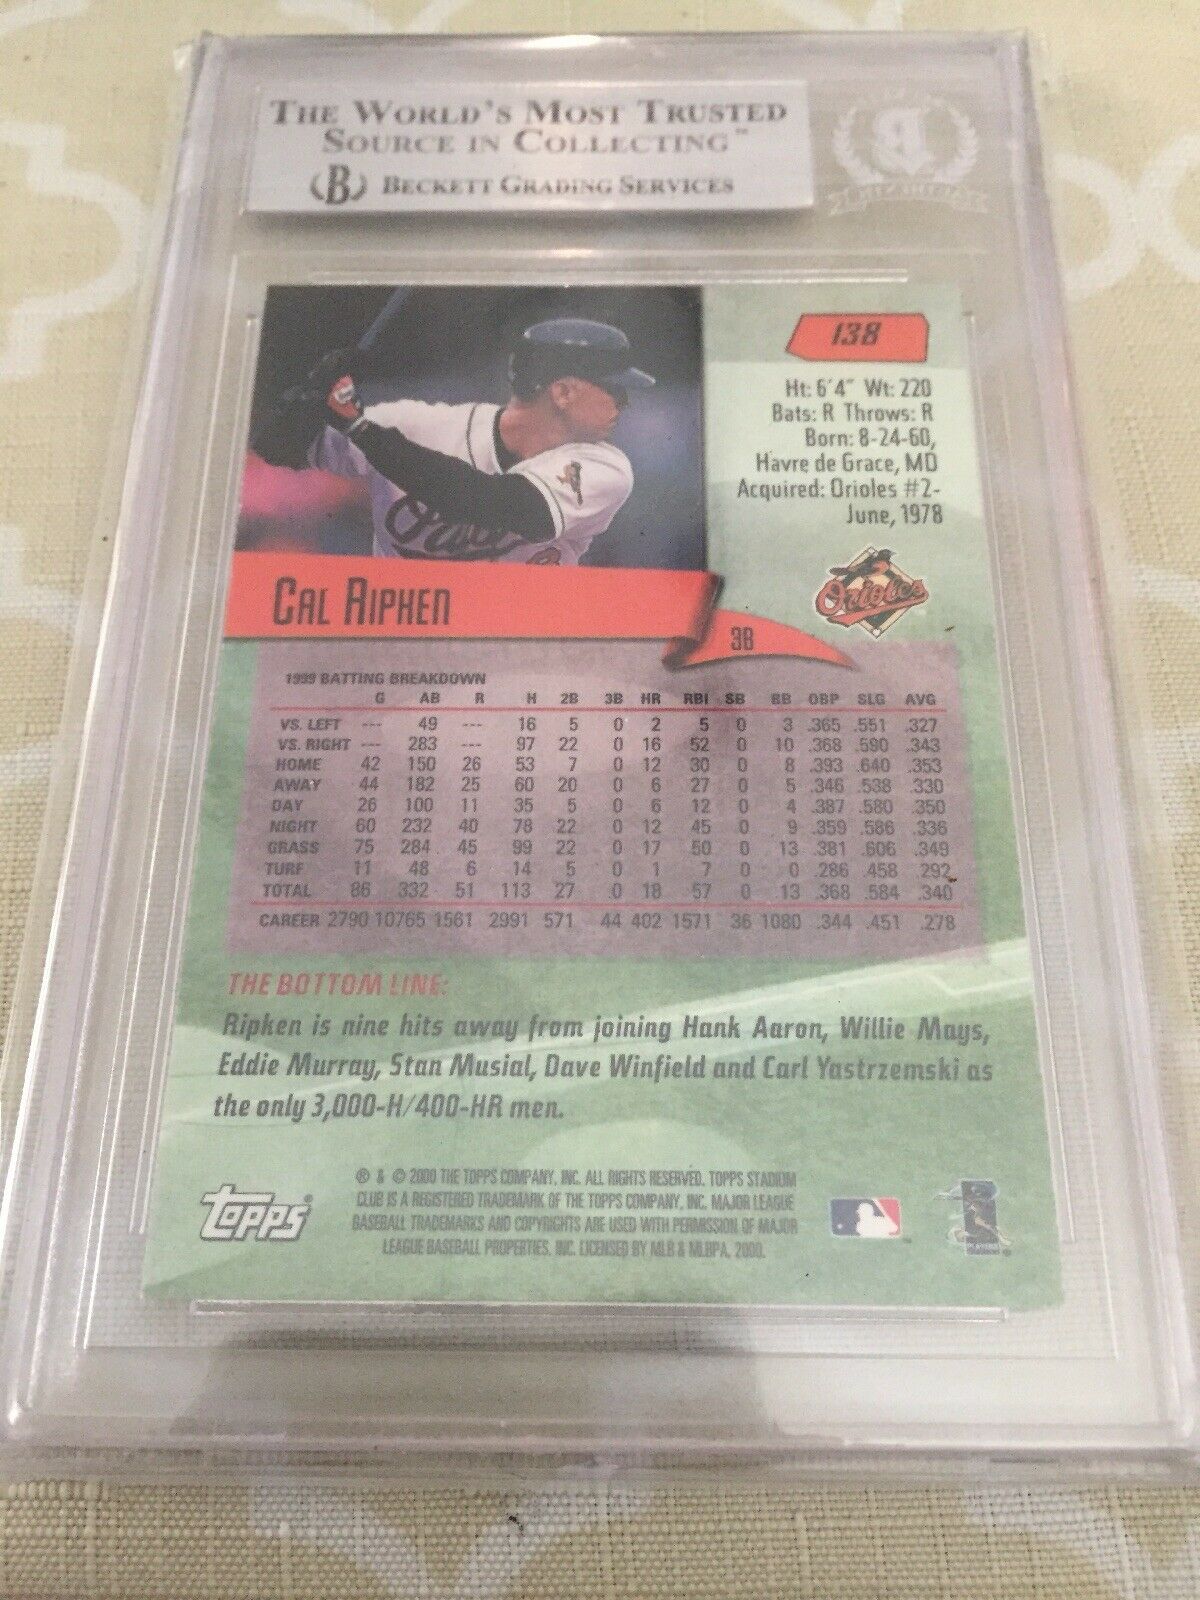 THE WORLD'S MOST TRUSTED
SOURCE IN COLLECTING™
B BECKETT GRADING SERVICES
138
Ht: 6'4" Wt: 220
Bats: R Throws: R
Born: 8-24-60,
Havre de Grace, MD
Acquired: Orioles #2-
June, 1978
Orioles
Orioles
CAL RIPKEN
3B
1999 BATTING BREAKDOWN
G AB R H 2B 3B HR RBI SB BB OBP SLG AVG
VS. LEFT --- 49 --- 16 5 0 2 5 0 3 .365 .551 .327
VS. RIGHT --- 283 --- 97 22 0 16 52 0 10 .368 .590 .343
HOME 42 150 26 53 7 0 12 30 0 8 .393 .640 .353
AWAY 44 182 25 60 20 0 6 27 0 5 .346 .538 .330
DAY 26 100 11 35 5 0 6 12 0 4 .387 .580 .350
NIGHT 60 232 40 78 22 0 12 45 0 9 .359 .586 .336
GRASS 75 284 45 99 22 0 17 50 0 13 .381 .606 .349
TURF 11 48 6 14 5 0 1 7 0 0 .286 .458 .292
TOTAL 86 332 51 113 27 0 18 57 0 13 .368 .584 .340
CAREER 2790 10765 1561 2991 571 44 402 1571 36 1080 .344 .451 .278
THE BOTTOM LINE:
Ripken is nine hits away from joining Hank Aaron, Willie Mays,
Eddie Murray, Stan Musial, Dave Winfield and Carl Yastrzemski as
the only 3,000-H/400-HR men.
® & © 2000 THE TOPPS COMPANY, INC. ALL RIGHTS RESERVED. TOPPS STADIUM
CLUB IS A REGISTERED TRADEMARK OF THE TOPPS COMPANY, INC. MAJOR LEAGUE
BASEBALL TRADEMARKS AND COPYRIGHTS ARE USED WITH PERMISSION OF MAJOR
LEAGUE BASEBALL PROPERTIES, INC. LICENSED BY MLB & MLBPA, 2000.
topps®